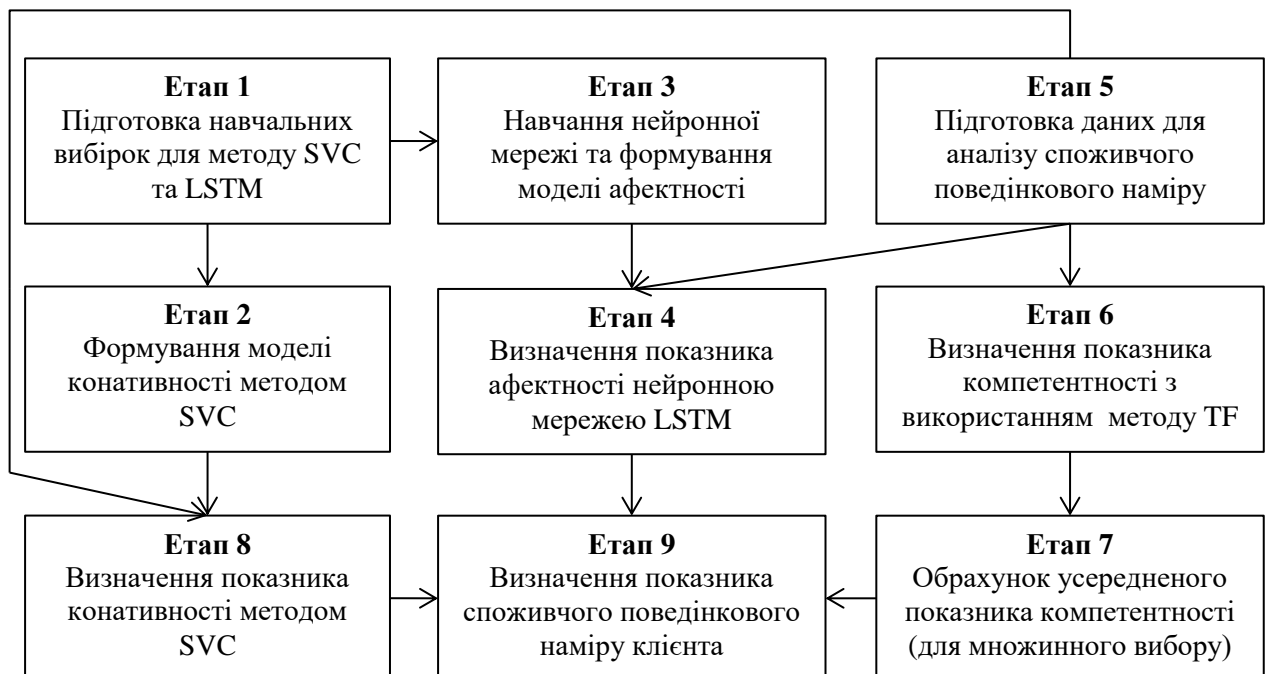 Етап 1
Підготовка навчальних
вибірок для методу SVC
та LSTM
Етап 3
Навчання нейронної
мережі та формування
моделі афектності
Етап 5
Підготовка даних для
аналізу споживчого
поведінкового наміру
Етап 2
Формування моделі
конативності методом
SVC
Етап 4
Визначення показника
афектності нейронною
мережею LSTM
Етап 6
Визначення показника
компетентності з
використанням методу TF
Етап 8
Визначення показника
конативності методом
SVC
Етап 9
Визначення показника
споживчого поведінкового
наміру клієнта
Етап 7
Обрахунок усередненого
показника компетентності
(для множинного вибору)